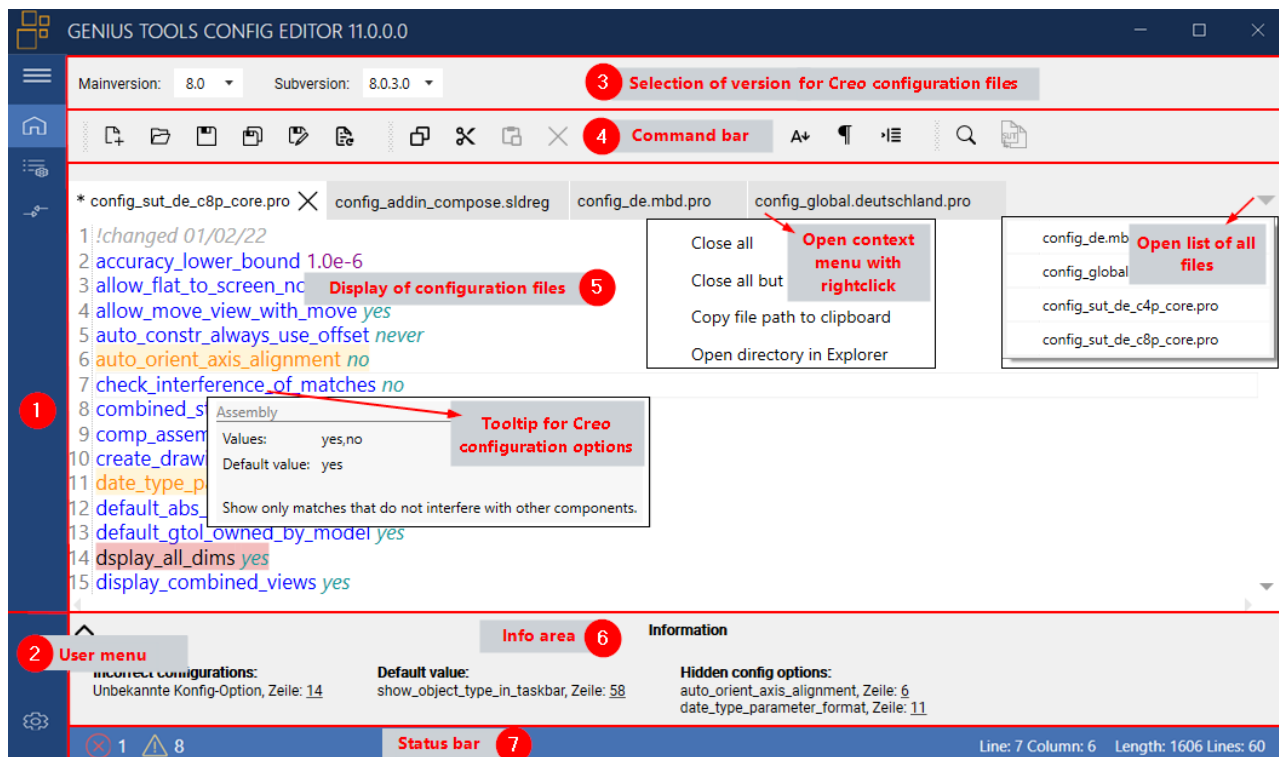 GENIUS TOOLS CONFIG EDITOR 11.0.0.0
Mainversion: 8.0 Subversion: 8.0.3.0
3 Selection of version for Creo configuration files
4 Command bar
SUT
* config_sut_de_c8p_core.pro config_addin_compose.sldreg config_de.mbd.pro config_global.deutschland.pro
1 !changed 01/02/22
2 accuracy_lower_bound 1.0e-6
3 allow_flat_to_screen_nc
4 allow_move_view_with_move yes
5 auto_constr_always_use_offset never
6 auto_orient_axis_alignment no
7 check_interference_of_matches no
8 combined_st
9 comp_assem
10 create_drawi
11 date_type_pa
12 default_abs_
13 default_gtol_owned_by_model yes
14 dsplay_all_dims yes
15 display_combined_views yes
Display of configuration files 5
Close all
Close all but
Copy file path to clipboard
Open directory in Explorer
Open context
menu with
rightclick
config_de.mb
config_global
config_sut_de_c4p_core.pro
config_sut_de_c8p_core.pro
Open list of all
files
1
Assembly
Values: yes,no
Default value: yes
Show only matches that do not interfere with other components.
Tooltip for Creo
configuration options
2 User menu
Info area 6
Information
Incorrect configurations:
Unbekannte Konfig-Option, Zeile: 14
Default value:
show_object_type_in_taskbar, Zeile: 58
Hidden config options:
auto_orient_axis_alignment, Zeile: 6
date_type_parameter_format, Zeile: 11
1 8
Status bar 7
Line: 7 Column: 6 Length: 1606 Lines: 60